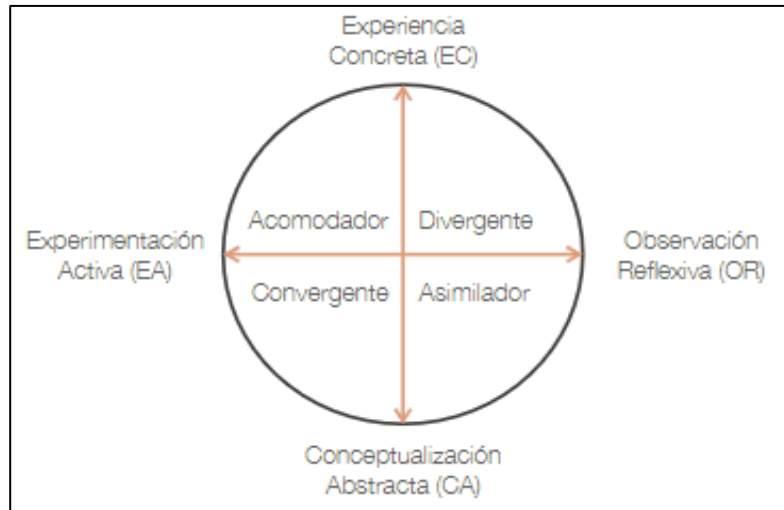 Experiencia
Concreta (EC)
Acomodador
Divergente
Experimentación
Activa (EA)
Observación
Reflexiva (OR)
Convergente
Asimilador
Conceptualización
Abstracta (CA)